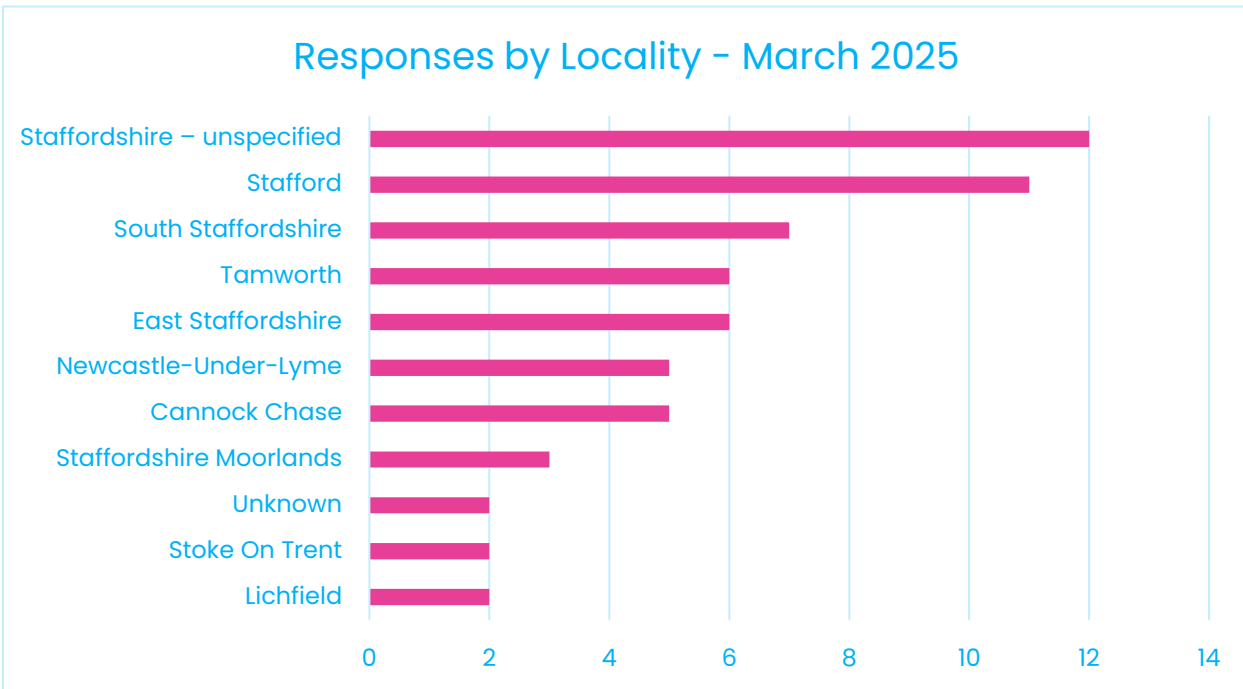 Responses by Locality - March 2025
Staffordshire – unspecified
Stafford
South Staffordshire
Tamworth
East Staffordshire
Newcastle-Under-Lyme
Cannock Chase
Staffordshire Moorlands
Unknown
Stoke On Trent
Lichfield
0 2 4 6 8 10 12 14